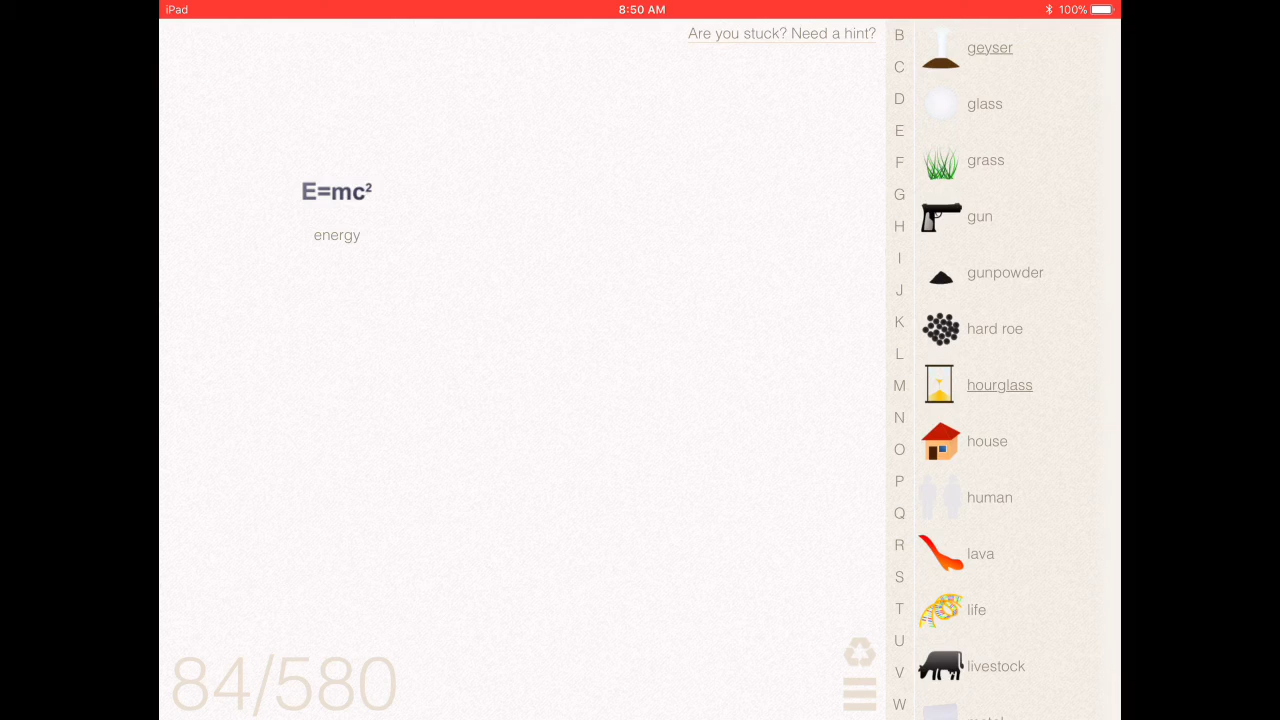 iPad
8:50 AM
100%
Are you stuck? Need a hint?
E=mc²
energy
84/580
B
C
D
E
F
G
H
I
J
K
L
M
N
O
P
Q
R
S
T
U
V
W
geyser
glass
grass
gun
gunpowder
hard roe
hourglass
house
human
lava
life
livestock
metal